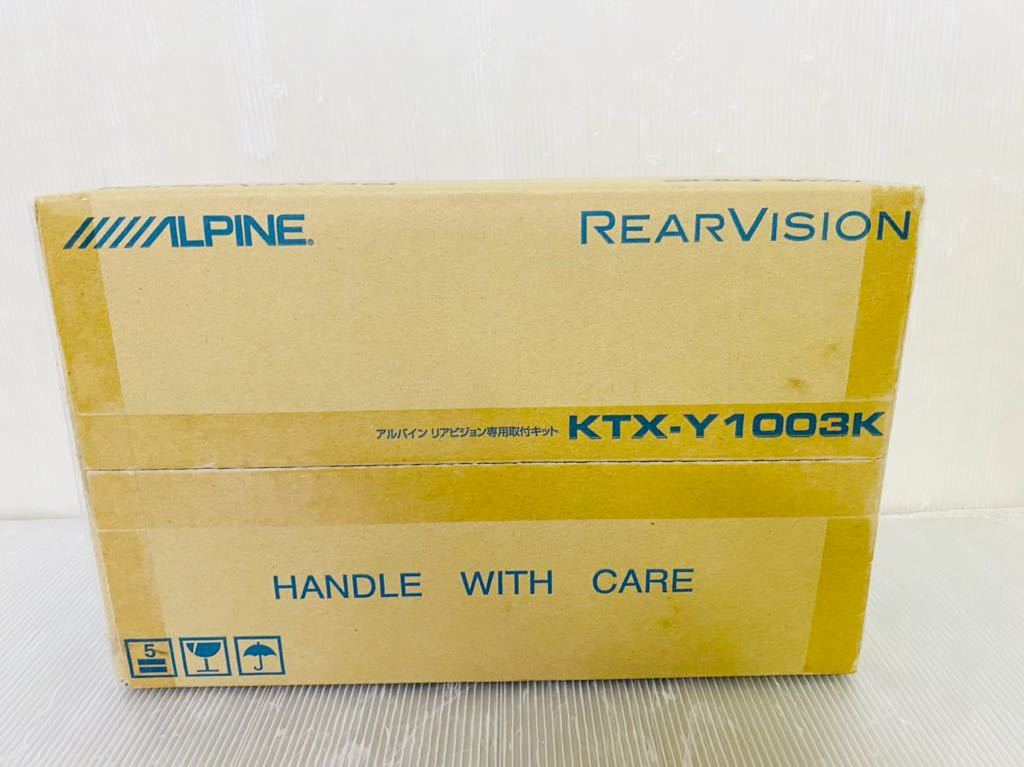 ALPINE®
REARVISION
アルパイン リアビジョン専用取付キット KTX-Y1003K
HANDLE WITH CARE
5